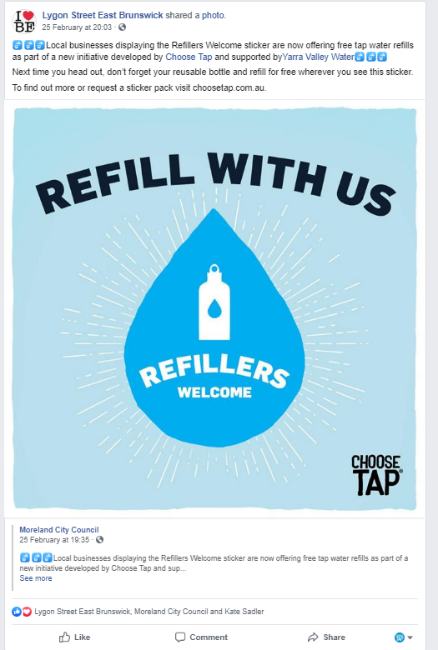 I ❤ BE
Lygon Street East Brunswick shared a photo.
25 February at 20:03 ·
🚰🚰🚰Local businesses displaying the Refillers Welcome sticker are now offering free tap water refills
as part of a new initiative developed by Choose Tap and supported byYarra Valley Water🚰🚰🚰
Next time you head out, don't forget your reusable bottle and refill for free wherever you see this sticker.
To find out more or request a sticker pack visit choosetap.com.au.
REFILL WITH US
REFILLERS
WELCOME
CHOOSE
TAP
Moreland City Council
25 February at 19:35 ·
🚰🚰🚰Local businesses displaying the Refillers Welcome sticker are now offering free tap water refills as part of a
new initiative developed by Choose Tap and sup...
See more
Lygon Street East Brunswick, Moreland City Council and Kate Sadler
Like Comment Share